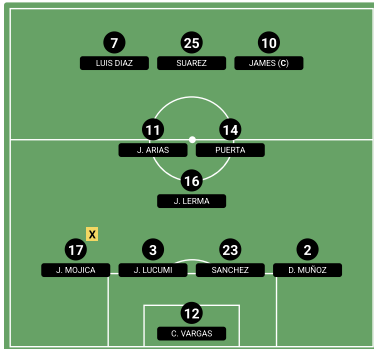 7 25 10
LUIS DIAZ SUAREZ JAMES (C)
11 14
J. ARIAS PUERTA
16
J. LERMA
X
17 3 23 2
J. MOJICA J. LUCUMI SANCHEZ D. MUÑOZ
12
C. VARGAS